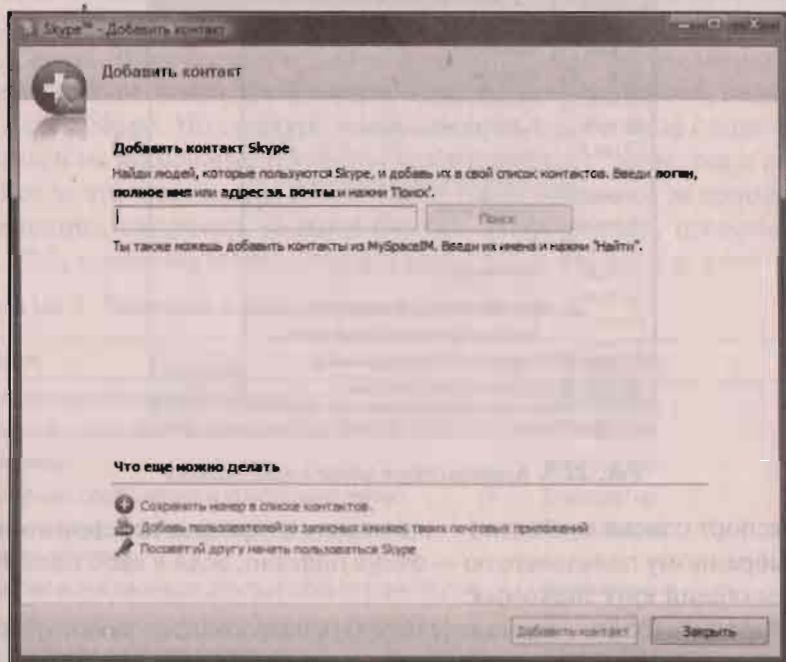 Skype™ - Добавить контакт
Добавить контакт
Добавить контакт Skype
Найди людей, которые пользуются Skype, и добавь их в свой список контактов. Введи логин,
полное имя или адрес эл. почты и нажми 'Поиск'.
Поиск
Ты также можешь добавить контакты из MySpaceIM. Введи их имена и нажми "Найти".
Что еще можно делать
Сохранить номер в списке контактов.
Добавь пользователей из записных книжек твоих почтовых приложений
Посоветуй другу начать пользоваться Skype
Добавить контакт
Закрыть